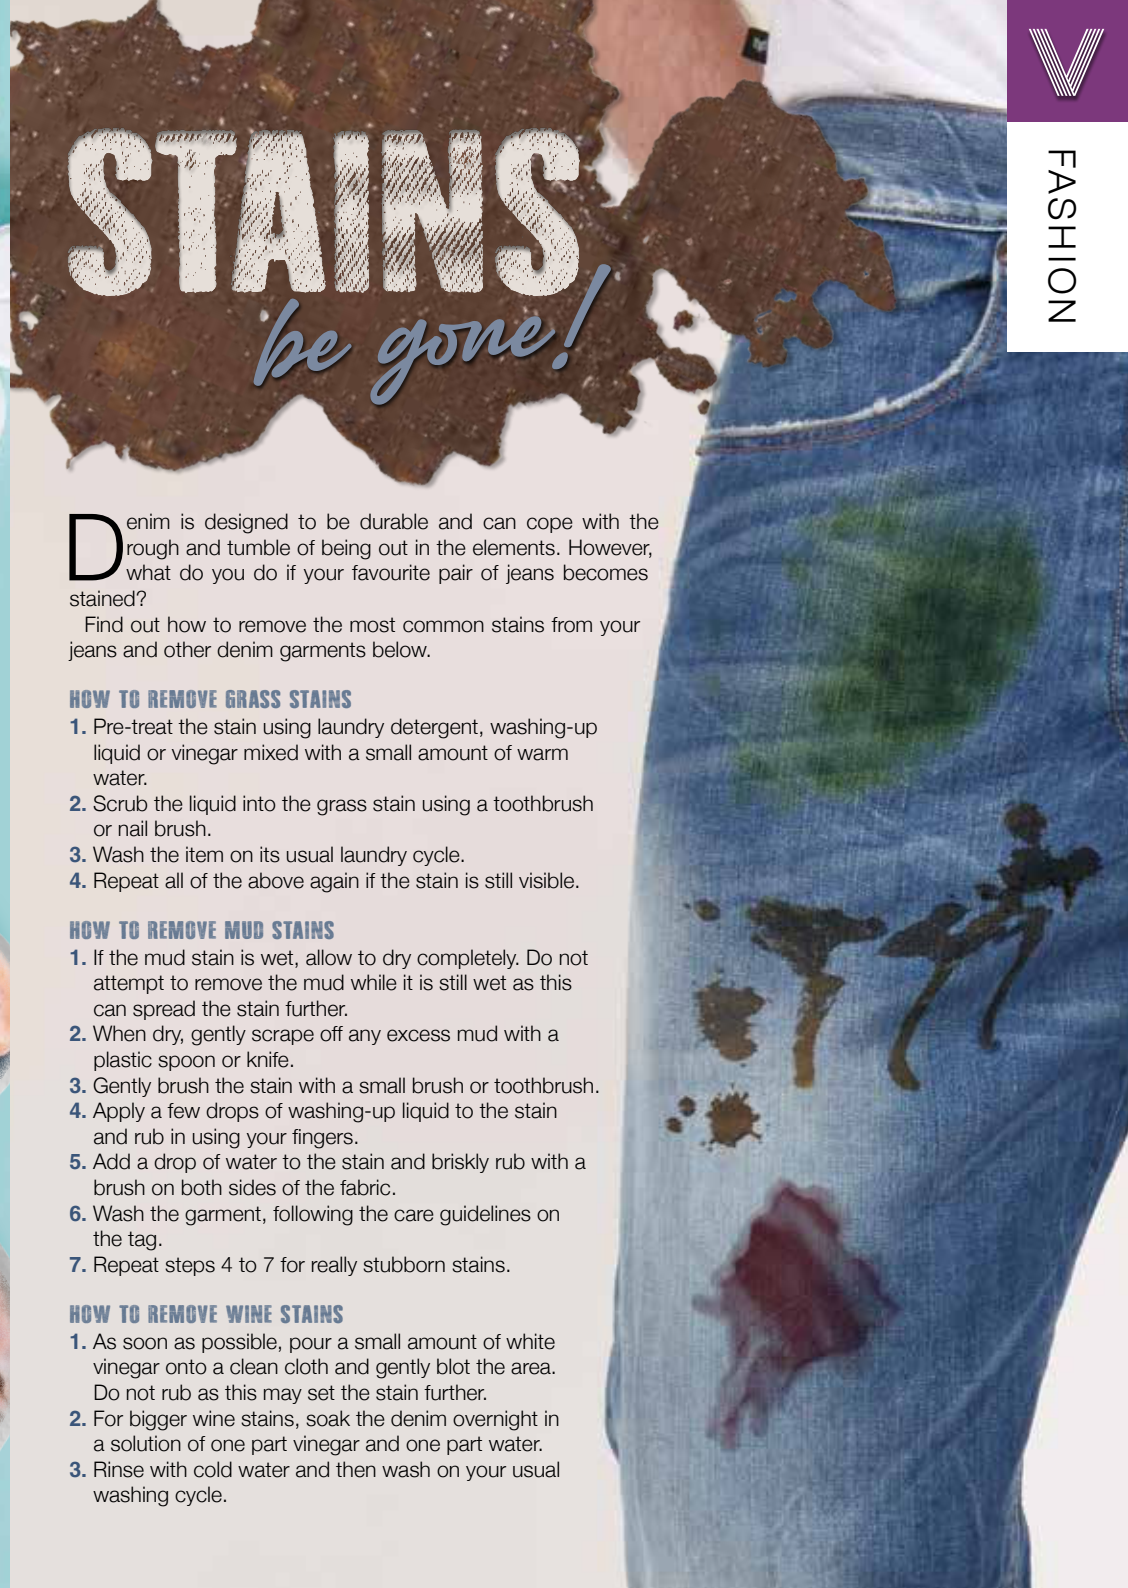 V
FASHION
STAINS
be gone!
Denim is designed to be durable and can cope with the
rough and tumble of being out in the elements. However,
what do you do if your favourite pair of jeans becomes
stained?
Find out how to remove the most common stains from your
jeans and other denim garments below.
HOW TO REMOVE GRASS STAINS
1. Pre-treat the stain using laundry detergent, washing-up
liquid or vinegar mixed with a small amount of warm
water.
2. Scrub the liquid into the grass stain using a toothbrush
or nail brush.
3. Wash the item on its usual laundry cycle.
4. Repeat all of the above again if the stain is still visible.
HOW TO REMOVE MUD STAINS
1. If the mud stain is wet, allow to dry completely. Do not
attempt to remove the mud while it is still wet as this
can spread the stain further.
2. When dry, gently scrape off any excess mud with a
plastic spoon or knife.
3. Gently brush the stain with a small brush or toothbrush.
4. Apply a few drops of washing-up liquid to the stain
and rub in using your fingers.
5. Add a drop of water to the stain and briskly rub with a
brush on both sides of the fabric.
6. Wash the garment, following the care guidelines on
the tag.
7. Repeat steps 4 to 7 for really stubborn stains.
HOW TO REMOVE WINE STAINS
1. As soon as possible, pour a small amount of white
vinegar onto a clean cloth and gently blot the area.
Do not rub as this may set the stain further.
2. For bigger wine stains, soak the denim overnight in
a solution of one part vinegar and one part water.
3. Rinse with cold water and then wash on your usual
washing cycle.